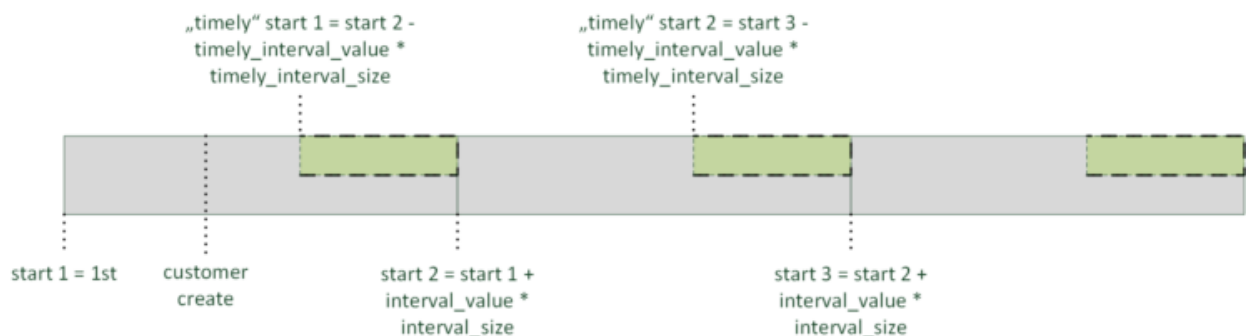 „timely“ start 1 = start 2 -
timely_interval_value *
timely_interval_size
„timely“ start 2 = start 3 -
timely_interval_value *
timely_interval_size
start 1 = 1st
customer
create
start 2 = start 1 +
interval_value *
interval_size
start 3 = start 2 +
interval_value *
interval_size